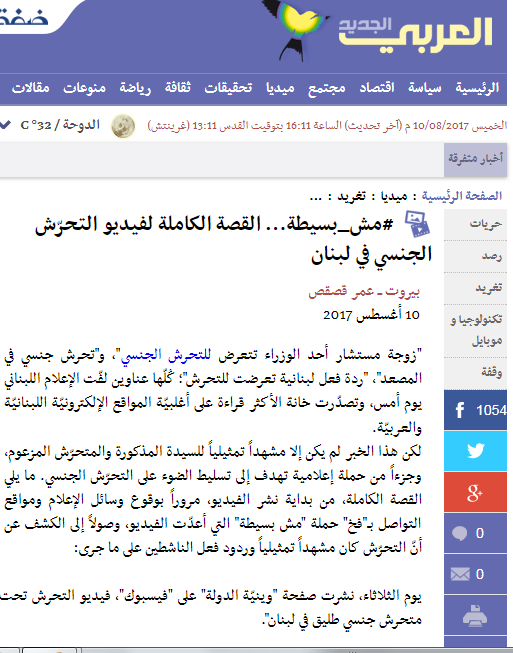 ضفة
العربي الجديد
الرئيسية سياسة اقتصاد مجتمع ميديا تحقيقات ثقافة رياضة منوعات مقالات
الخميس 10/08/2017 م (آخر تحديث) الساعة 16:11 بتوقيت القدس 13:11 (غرينتش) الدوحة / 32° C
أخبار متفرقة
الصفحة الرئيسية : ميديا : تغريد : ...
حريات
رصد
تغريد
تكنولوجيا و
موبايل
وقفة
1054
0
0
#مش_بسيطة... القصة الكاملة لفيديو التحرّش
الجنسي في لبنان
بيروت ـ عمر قصقص
10 أغسطس 2017
"زوجة مستشار أحد الوزراء تتعرض للتحرش الجنسي"، و"تحرش جنسي في
المصعد"، "ردة فعل لبنانية تعرضت للتحرش"؛ كُلّها عناوين لفّت الإعلام اللبناني
يوم أمس، وتصدّرت خانة الأكثر قراءة على أغلبيّة المواقع الإلكترونيّة اللبنانيّة
والعربيّة.
لكن هذا الخبر لم يكن إلا مشهداً تمثيلياً للسيدة المذكورة والمتحرّش المزعوم،
وجزءاً من حملة إعلامية تهدف إلى تسليط الضوء على التحرّش الجنسي. ما يلي
القصة الكاملة، من بداية نشر الفيديو، مروراً بوقوع وسائل الإعلام ومواقع
التواصل بـ"فخ" حملة "مش بسيطة" التي أعدّت الفيديو، وصولاً إلى الكشف عن
أنّ التحرّش كان مشهداً تمثيلياً وردود فعل الناشطين على ما جرى:
يوم الثلاثاء، نشرت صفحة "وينيّة الدولة" على "فيسبوك"، فيديو التحرش تحت
متحرش جنسي طليق في لبنان".